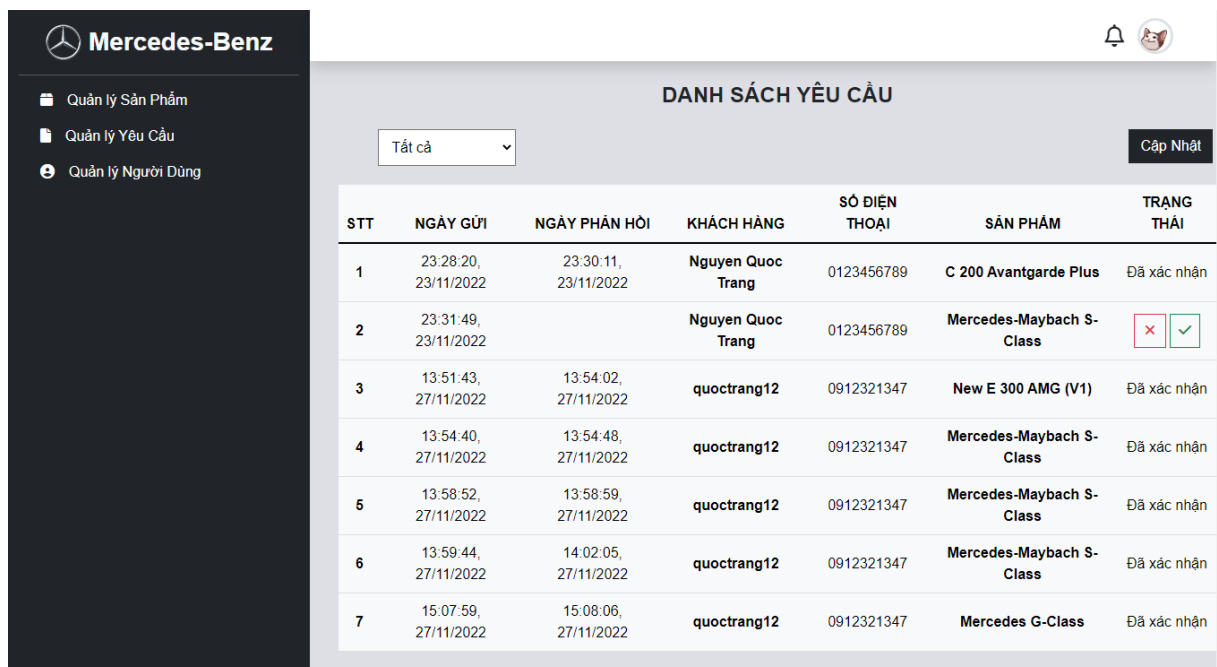 Mercedes-Benz
Quản lý Sản Phẩm
Quản lý Yêu Cầu
Quản lý Người Dùng
DANH SÁCH YÊU CẦU
Tất cả
Cập Nhật
STT NGÀY GỬI NGÀY PHẢN HỒI KHÁCH HÀNG SỐ ĐIỆN THOẠI SẢN PHẨM TRẠNG THÁI
1 23:28:20, 23/11/2022 23:30:11, 23/11/2022 Nguyen Quoc Trang 0123456789 C 200 Avantgarde Plus Đã xác nhận
2 23:31:49, 23/11/2022 Nguyen Quoc Trang 0123456789 Mercedes-Maybach S-Class
3 13:51:43, 27/11/2022 13:54:02, 27/11/2022 quoctrang12 0912321347 New E 300 AMG (V1) Đã xác nhận
4 13:54:40, 27/11/2022 13:54:48, 27/11/2022 quoctrang12 0912321347 Mercedes-Maybach S-Class Đã xác nhận
5 13:58:52, 27/11/2022 13:58:59, 27/11/2022 quoctrang12 0912321347 Mercedes-Maybach S-Class Đã xác nhận
6 13:59:44, 27/11/2022 14:02:05, 27/11/2022 quoctrang12 0912321347 Mercedes-Maybach S-Class Đã xác nhận
7 15:07:59, 27/11/2022 15:08:06, 27/11/2022 quoctrang12 0912321347 Mercedes G-Class Đã xác nhận